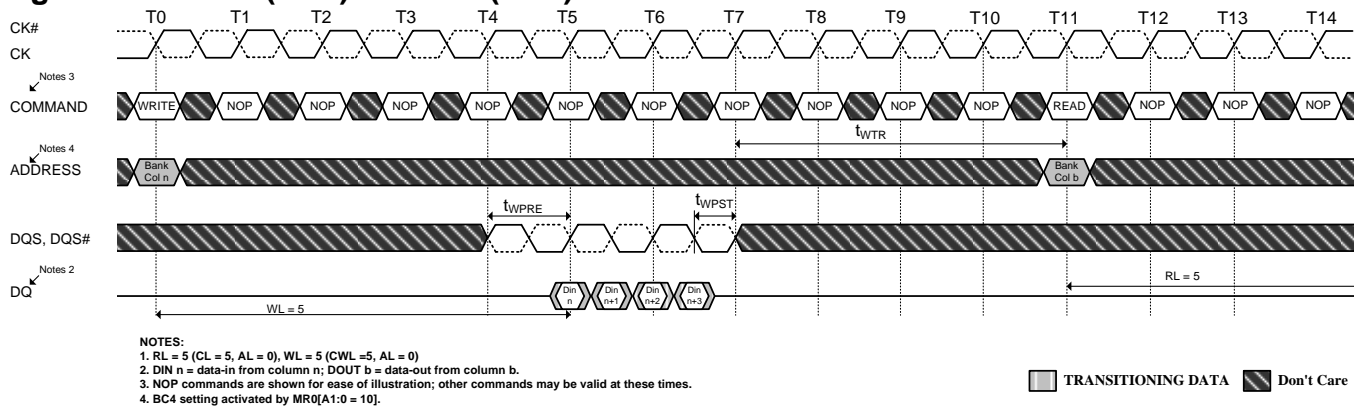 T0 T1 T2 T3 T4 T5 T6 T7 T8 T9 T10 T11 T12 T13 T14
CK#
CK
Notes 3
COMMAND
WRITE NOP NOP NOP NOP NOP NOP NOP NOP NOP NOP READ NOP NOP NOP
tWTR
Notes 4
ADDRESS
Bank
Col n
Bank
Col b
tWPRE
tWPST
DQS, DQS#
Notes 2
DQ
Din
n
Din
n+1
Din
n+2
Din
n+3
RL = 5
WL = 5
NOTES:
1. RL = 5 (CL = 5, AL = 0), WL = 5 (CWL =5, AL = 0)
2. DIN n = data-in from column n; DOUT b = data-out from column b.
3. NOP commands are shown for ease of illustration; other commands may be valid at these times.
4. BC4 setting activated by MR0[A1:0 = 10].
TRANSITIONING DATA
Don't Care